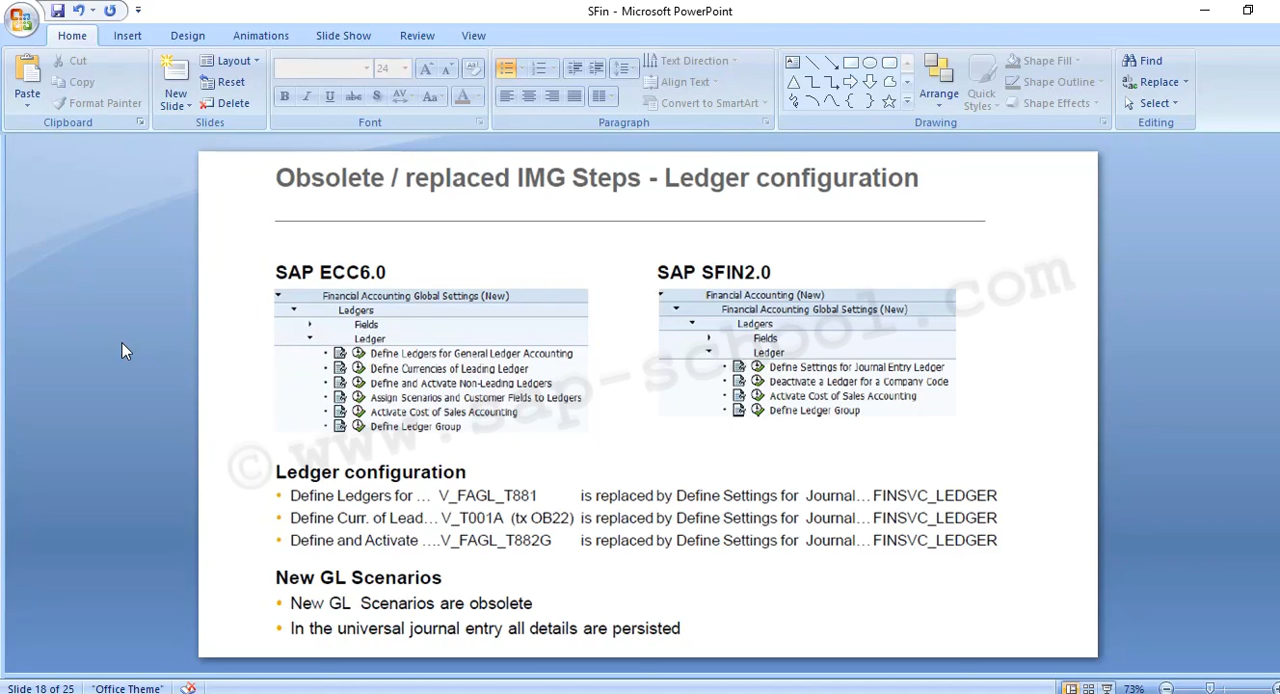 SFin - Microsoft PowerPoint
Home Insert Design Animations Slide Show Review View
Paste
Cut
Copy
Format Painter
Clipboard
New Slide
Layout
Reset
Delete
Slides
24
B I U abc S AV Aa A
Font
Text Direction
Align Text
Convert to SmartArt
Paragraph
Arrange
Quick Styles
Shape Fill
Shape Outline
Shape Effects
Drawing
Find
Replace
Select
Editing
Obsolete / replaced IMG Steps - Ledger configuration
SAP ECC6.0
Financial Accounting Global Settings (New)
Ledgers
Fields
Ledger
Define Ledgers for General Ledger Accounting
Define Currencies of Leading Ledger
Define and Activate Non-Leading Ledgers
Assign Scenarios and Customer Fields to Ledgers
Activate Cost of Sales Accounting
Define Ledger Group
SAP SFIN2.0
Financial Accounting (New)
Financial Accounting Global Settings (New)
Ledgers
Fields
Ledger
Define Settings for Journal Entry Ledger
Deactivate a Ledger for a Company Code
Activate Cost of Sales Accounting
Define Ledger Group
© www.sap-school.com
Ledger configuration
• Define Ledgers for … V_FAGL_T881 is replaced by Define Settings for Journal… FINSVC_LEDGER
• Define Curr. of Lead… V_T001A (tx OB22) is replaced by Define Settings for Journal… FINSVC_LEDGER
• Define and Activate ….V_FAGL_T882G is replaced by Define Settings for Journal… FINSVC_LEDGER
New GL Scenarios
• New GL Scenarios are obsolete
• In the universal journal entry all details are persisted
Slide 18 of 25 "Office Theme" 73%